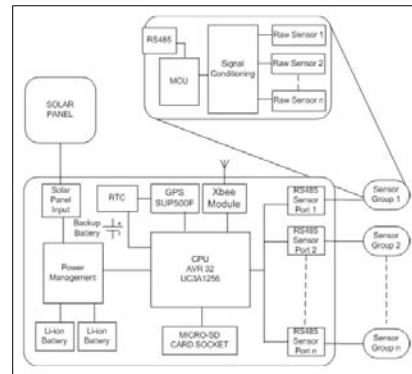 RS485
MCU
Signal
Conditioning
Raw Sensor 1
Raw Sensor 2
Raw Sensor n
SOLAR
PANEL
Solar
Panel
Input
RTC
GPS
SUP500F
Xbee
Module
RS485
Sensor
Port 1
Sensor
Group 1
Backup
Battery
+
Power
Management
CPU
AVR 32
UC3A1256
RS485
Sensor
Port 2
Sensor
Group 2
Li-ion
Battery
Li-ion
Battery
MICRO-SD
CARD SOCKET
RS485
Sensor
Port n
Sensor
Group n